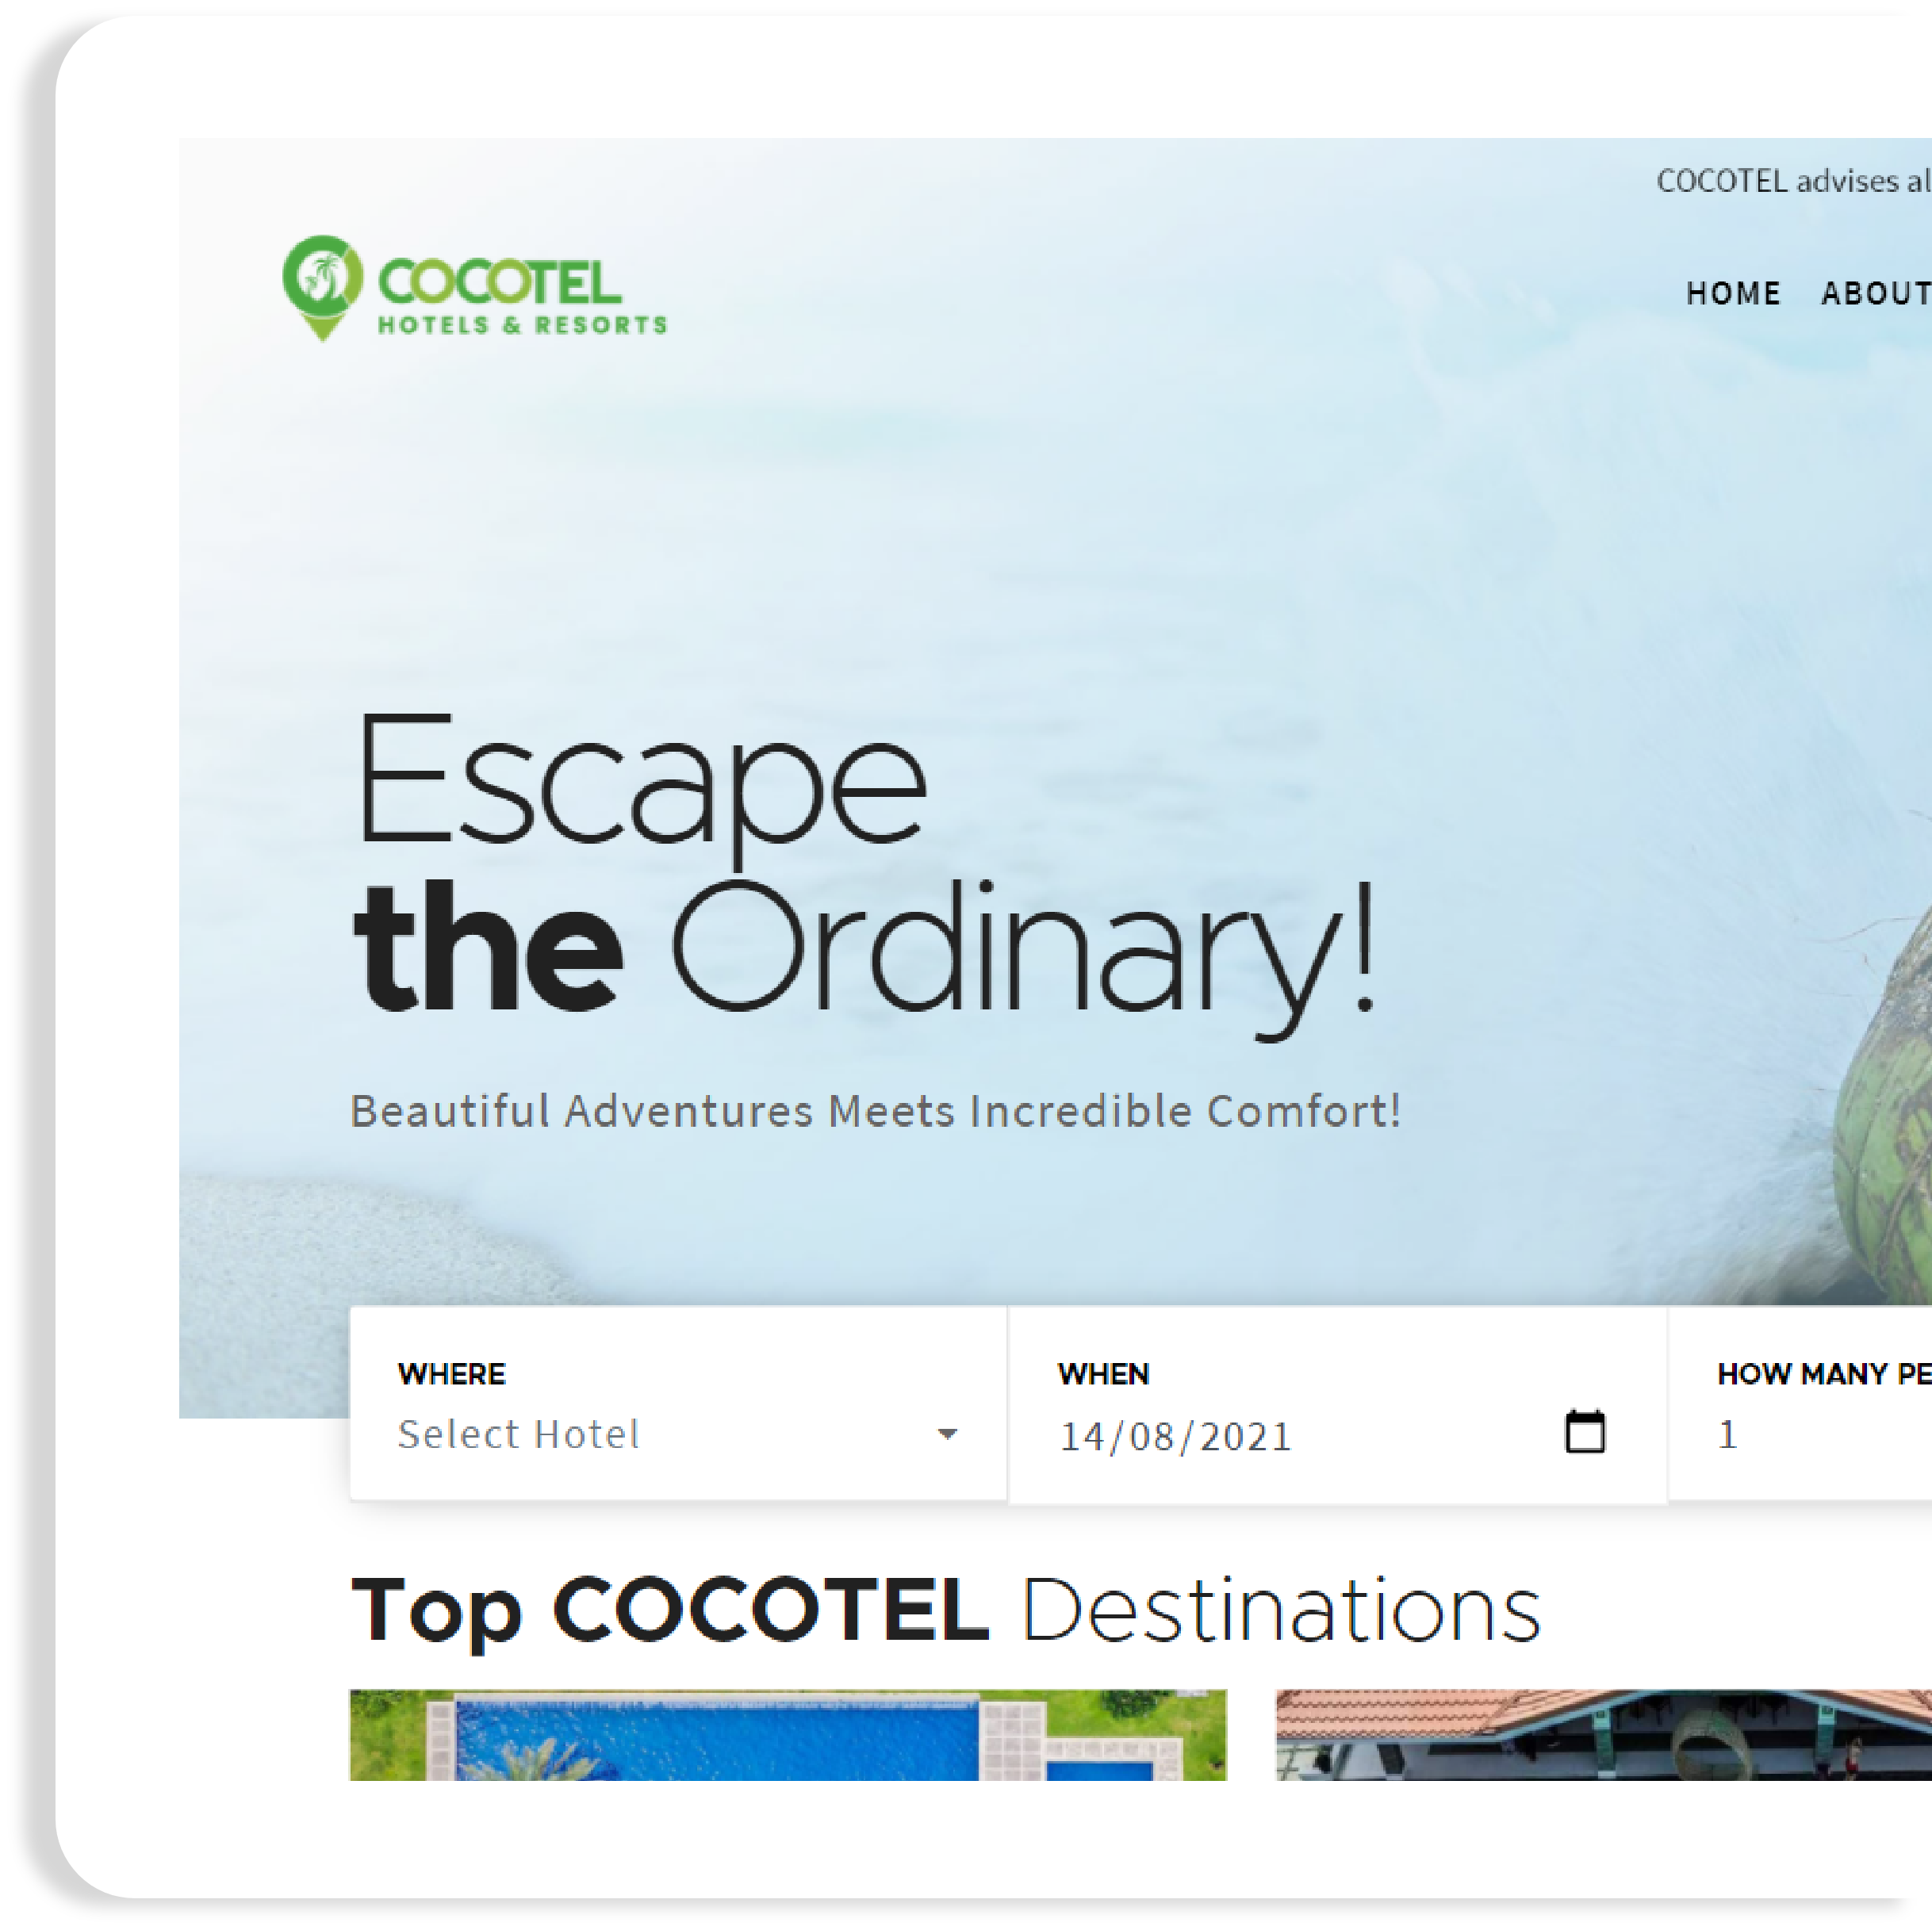 COCOTEL advises al
COCOTEL
HOTELS & RESORTS
HOME ABOUT
Escape
the Ordinary!
Beautiful Adventures Meets Incredible Comfort!
WHERE
Select Hotel
WHEN
14/08/2021
HOW MANY PE
1
Top COCOTEL Destinations